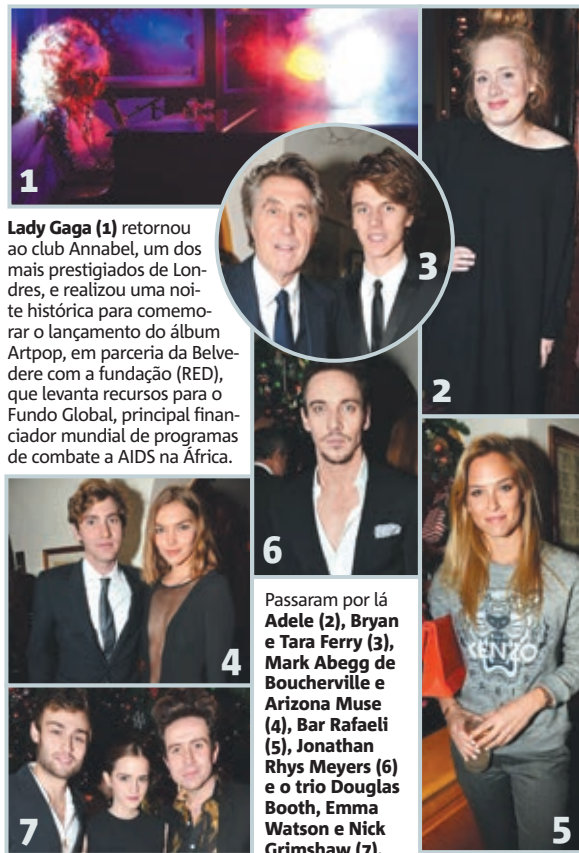 1
Lady Gaga (1) retornou
ao club Annabel, um dos
mais prestigiados de Lon-
dres, e realizou uma noi-
te histórica para comemo-
rar o lançamento do álbum
Artpop, em parceria da Belve-
dere com a fundação (RED),
que levanta recursos para o
Fundo Global, principal finan-
ciador mundial de programas
de combate a AIDS na África.
3
2
6
4
7
Passaram por lá
Adele (2), Bryan
e Tara Ferry (3),
Mark Abegg de
Boucherville e
Arizona Muse
(4), Bar Rafaeli
(5), Jonathan
Rhys Meyers (6)
e o trio Douglas
Booth, Emma
Watson e Nick
Grimshaw (7).
KENZO
PARIS
5